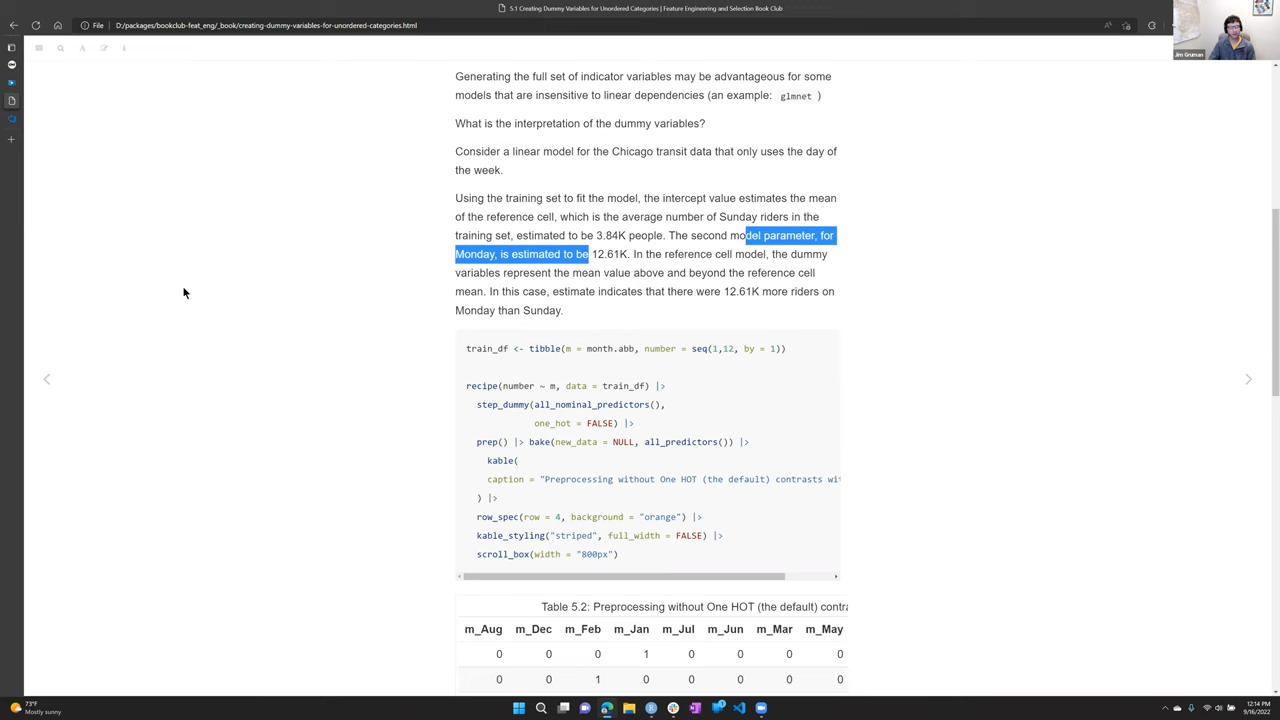 5.1 Creating Dummy Variables for Unordered Categories | Feature Engineering and Selection Book Club
File
D:/packages/bookclub-feat_eng/_book/creating-dummy-variables-for-unordered-categories.html
Jim Gruman
Generating the full set of indicator variables may be advantageous for some
models that are insensitive to linear dependencies (an example: glmnet )
What is the interpretation of the dummy variables?
Consider a linear model for the Chicago transit data that only uses the day of
the week.
Using the training set to fit the model, the intercept value estimates the mean
of the reference cell, which is the average number of Sunday riders in the
training set, estimated to be 3.84K people. The second model parameter, for
Monday, is estimated to be 12.61K. In the reference cell model, the dummy
variables represent the mean value above and beyond the reference cell
mean. In this case, estimate indicates that there were 12.61K more riders on
Monday than Sunday.
train_df <- tibble(m = month.abb, number = seq(1,12, by = 1))
recipe(number ~ m, data = train_df) |>
step_dummy(all_nominal_predictors(),
one_hot = FALSE) |>
prep() |> bake(new_data = NULL, all_predictors()) |>
kable(
caption = "Preprocessing without One HOT (the default) contrasts wit
) |>
row_spec(row = 4, background = "orange") |>
kable_styling("striped", full_width = FALSE) |>
scroll_box(width = "800px")
Table 5.2: Preprocessing without One HOT (the default) contra
m_Aug m_Dec m_Feb m_Jan m_Jul m_Jun m_Mar m_May
0 0 0 1 0 0 0 0
0 0 1 0 0 0 0 0
73°F
Mostly sunny
12:14 PM
9/16/2022